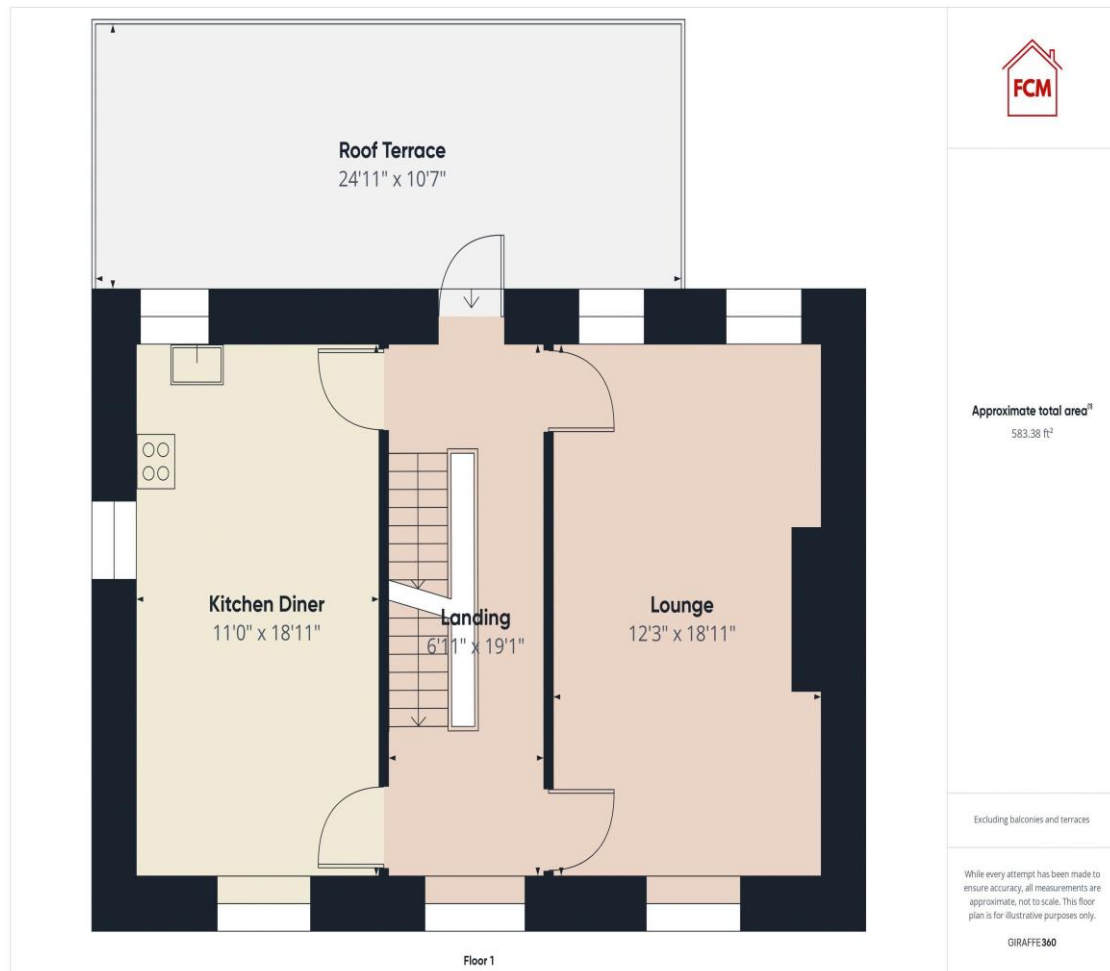 FCM
Roof Terrace
24'11" x 10'7"
Kitchen Diner
11'0" x 18'11"
Landing
6'11" x 19'1"
Lounge
12'3" x 18'11"
Floor 1
Approximate total area⁽¹⁾
583.38 ft²
Excluding balconies and terraces
While every attempt has been made to
ensure accuracy, all measurements are
approximate, not to scale. This floor
plan is for illustrative purposes only.
GIRAFFE360